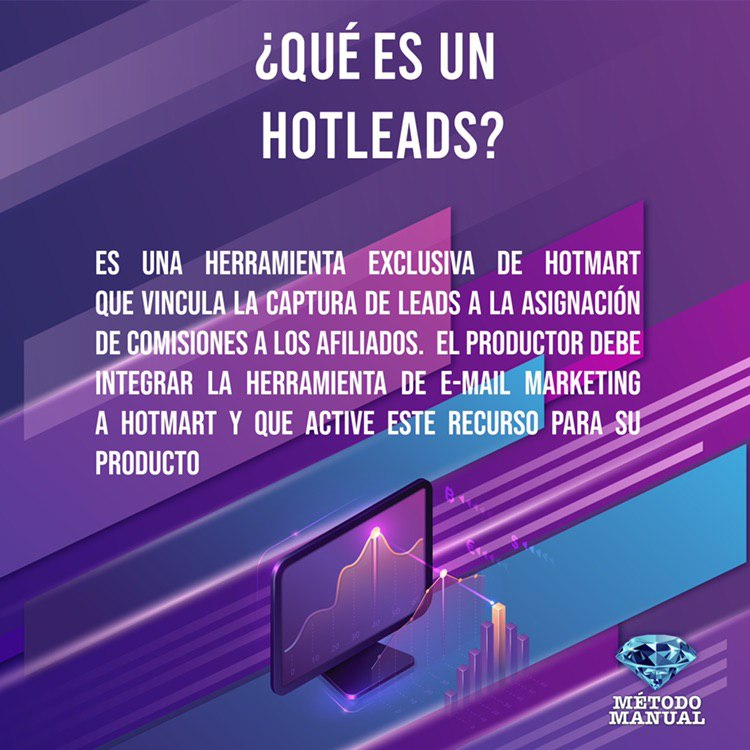 ¿QUÉ ES UN
HOTLEADS?
ES UNA HERRAMIENTA EXCLUSIVA DE HOTMART
QUE VINCULA LA CAPTURA DE LEADS A LA ASIGNACIÓN
DE COMISIONES A LOS AFILIADOS. EL PRODUCTOR DEBE
INTEGRAR LA HERRAMIENTA DE E-MAIL MARKETING
A HOTMART Y QUE ACTIVE ESTE RECURSO PARA SU
PRODUCTO
MÉTODO
MANUAL